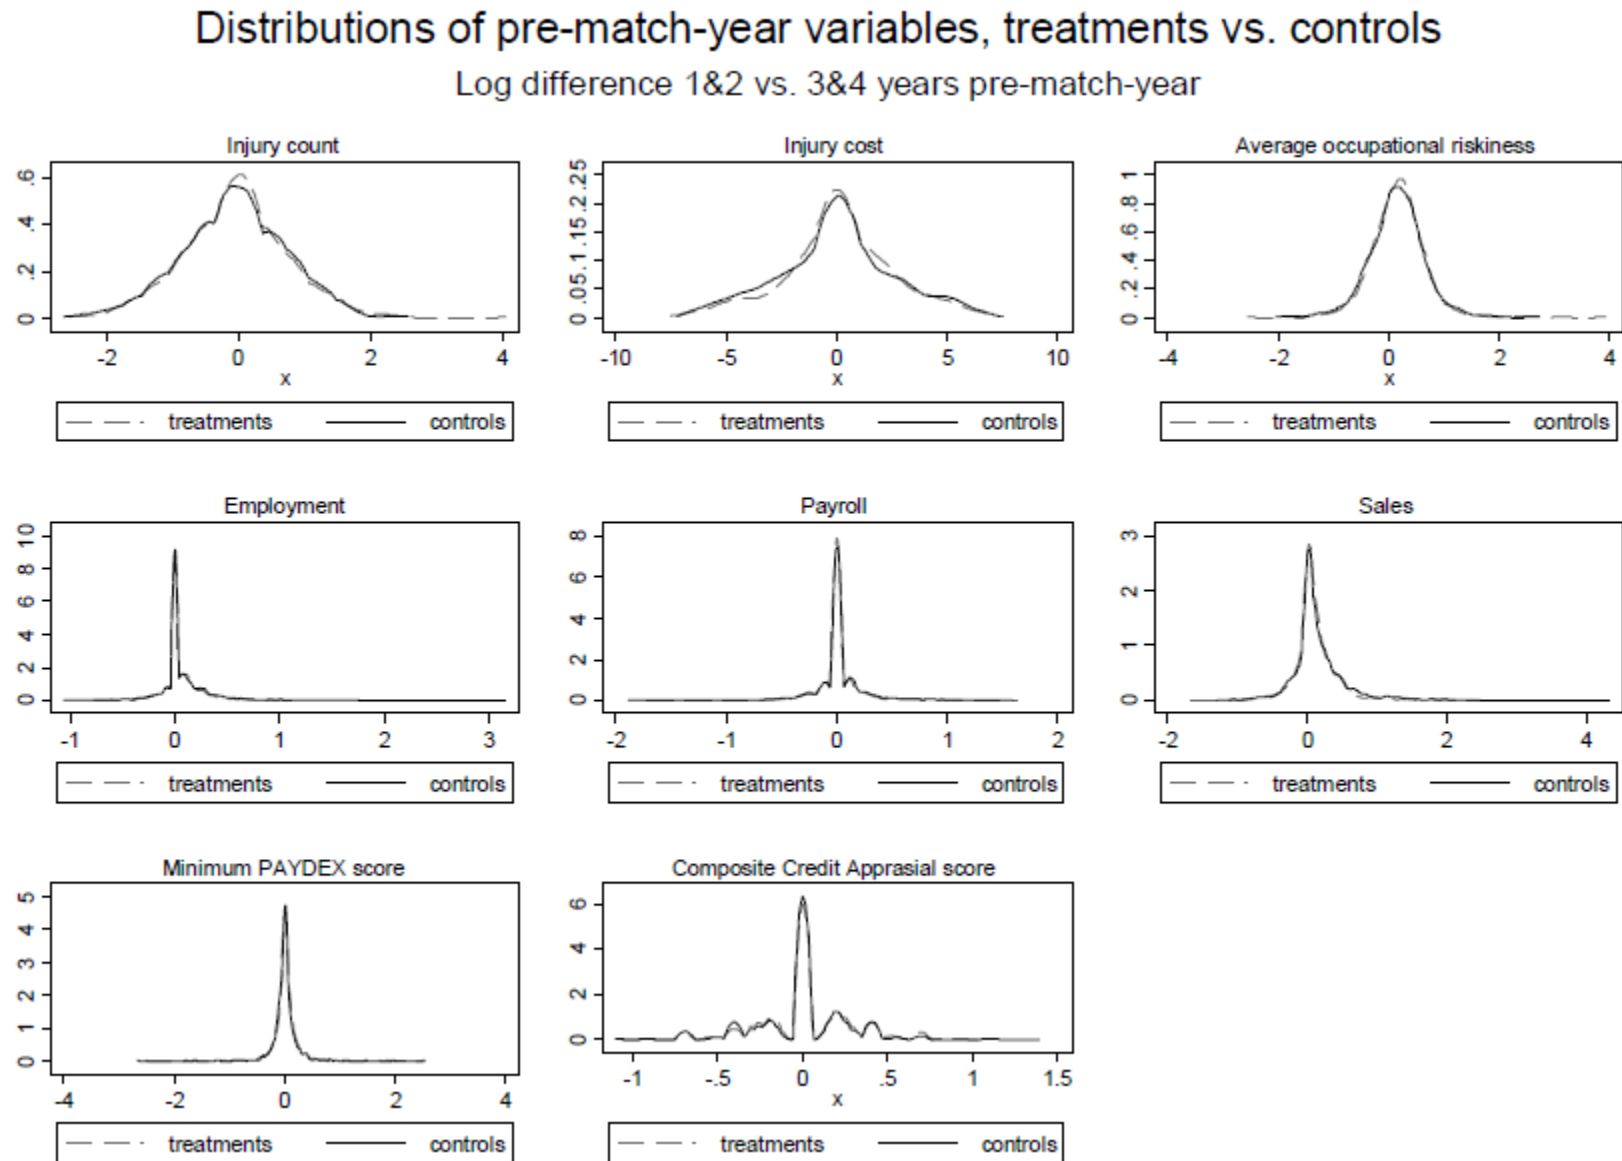 Distributions of pre-match-year variables, treatments vs. controls
Log difference 1&2 vs. 3&4 years pre-match-year
Injury count
0 .2 .4 .6
-2 0 2 4
x
treatments controls
Injury cost
0 .05 .1 .15 .2 .25
-10 -5 0 5 10
x
treatments controls
Average occupational riskiness
0 .2 .4 .6 .8 1
-4 -2 0 2 4
x
treatments controls
Employment
0 2 4 6 8 10
-1 0 1 2 3
treatments controls
Payroll
0 2 4 6 8
-2 -1 0 1 2
treatments controls
Sales
0 1 2 3
-2 0 2 4
treatments controls
Minimum PAYDEX score
0 1 2 3 4 5
-4 -2 0 2 4
treatments controls
Composite Credit Apprasial score
0 2 4 6
-1 -.5 0 .5 1 1.5
x
treatments controls